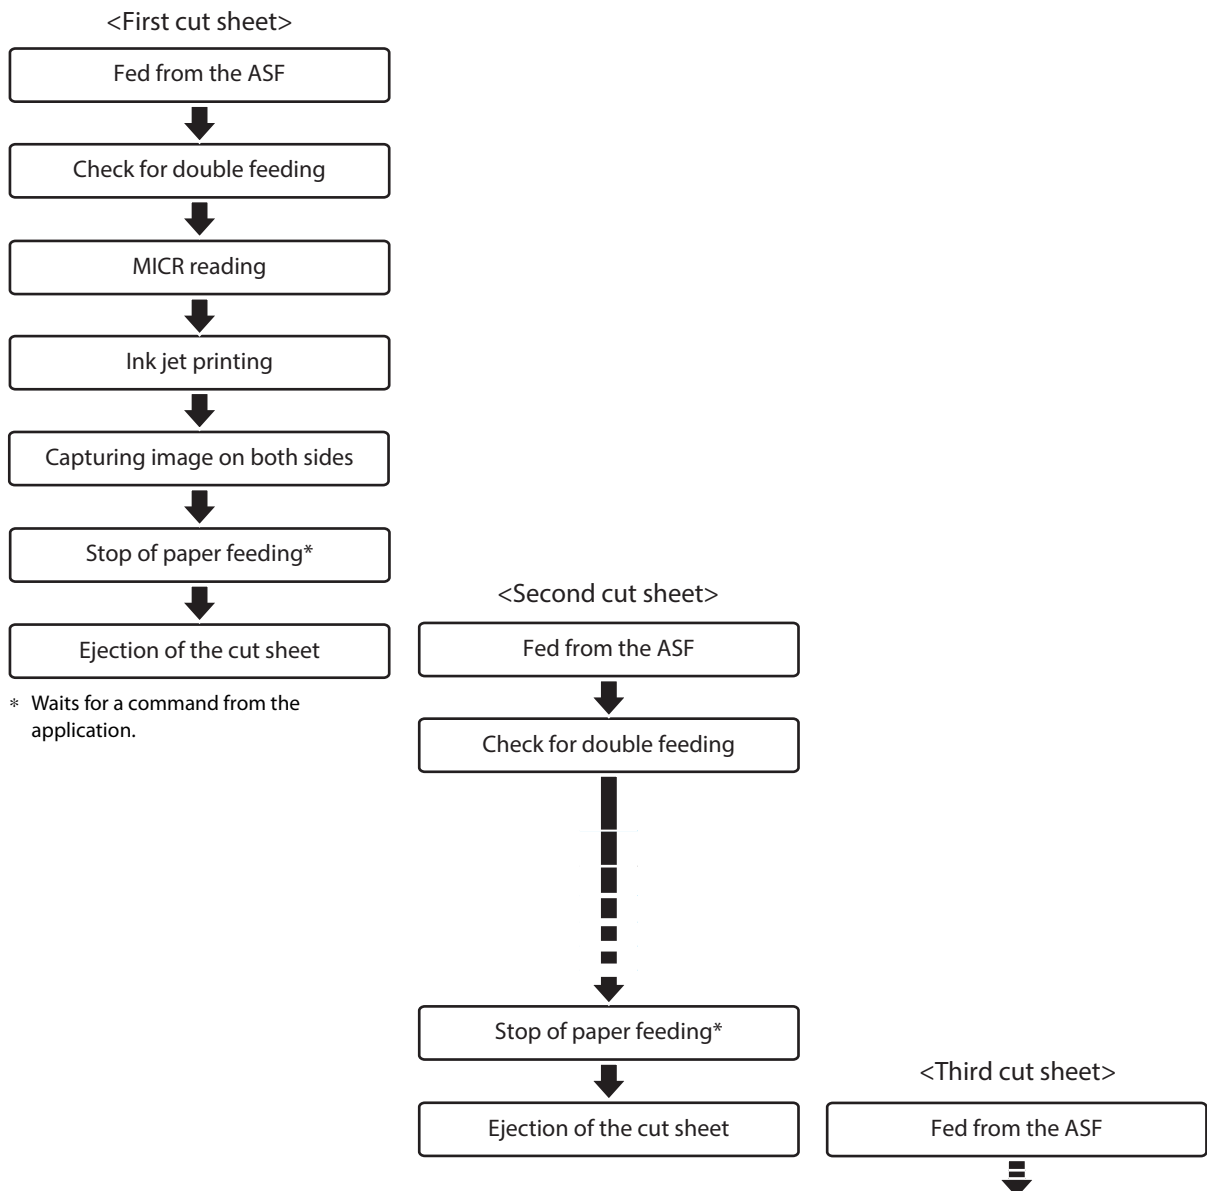 <First cut sheet>
Fed from the ASF
Check for double feeding
MICR reading
Ink jet printing
Capturing image on both sides
Stop of paper feeding*
Ejection of the cut sheet
* Waits for a command from the
application.
<Second cut sheet>
Fed from the ASF
Check for double feeding
Stop of paper feeding*
Ejection of the cut sheet
<Third cut sheet>
Fed from the ASF